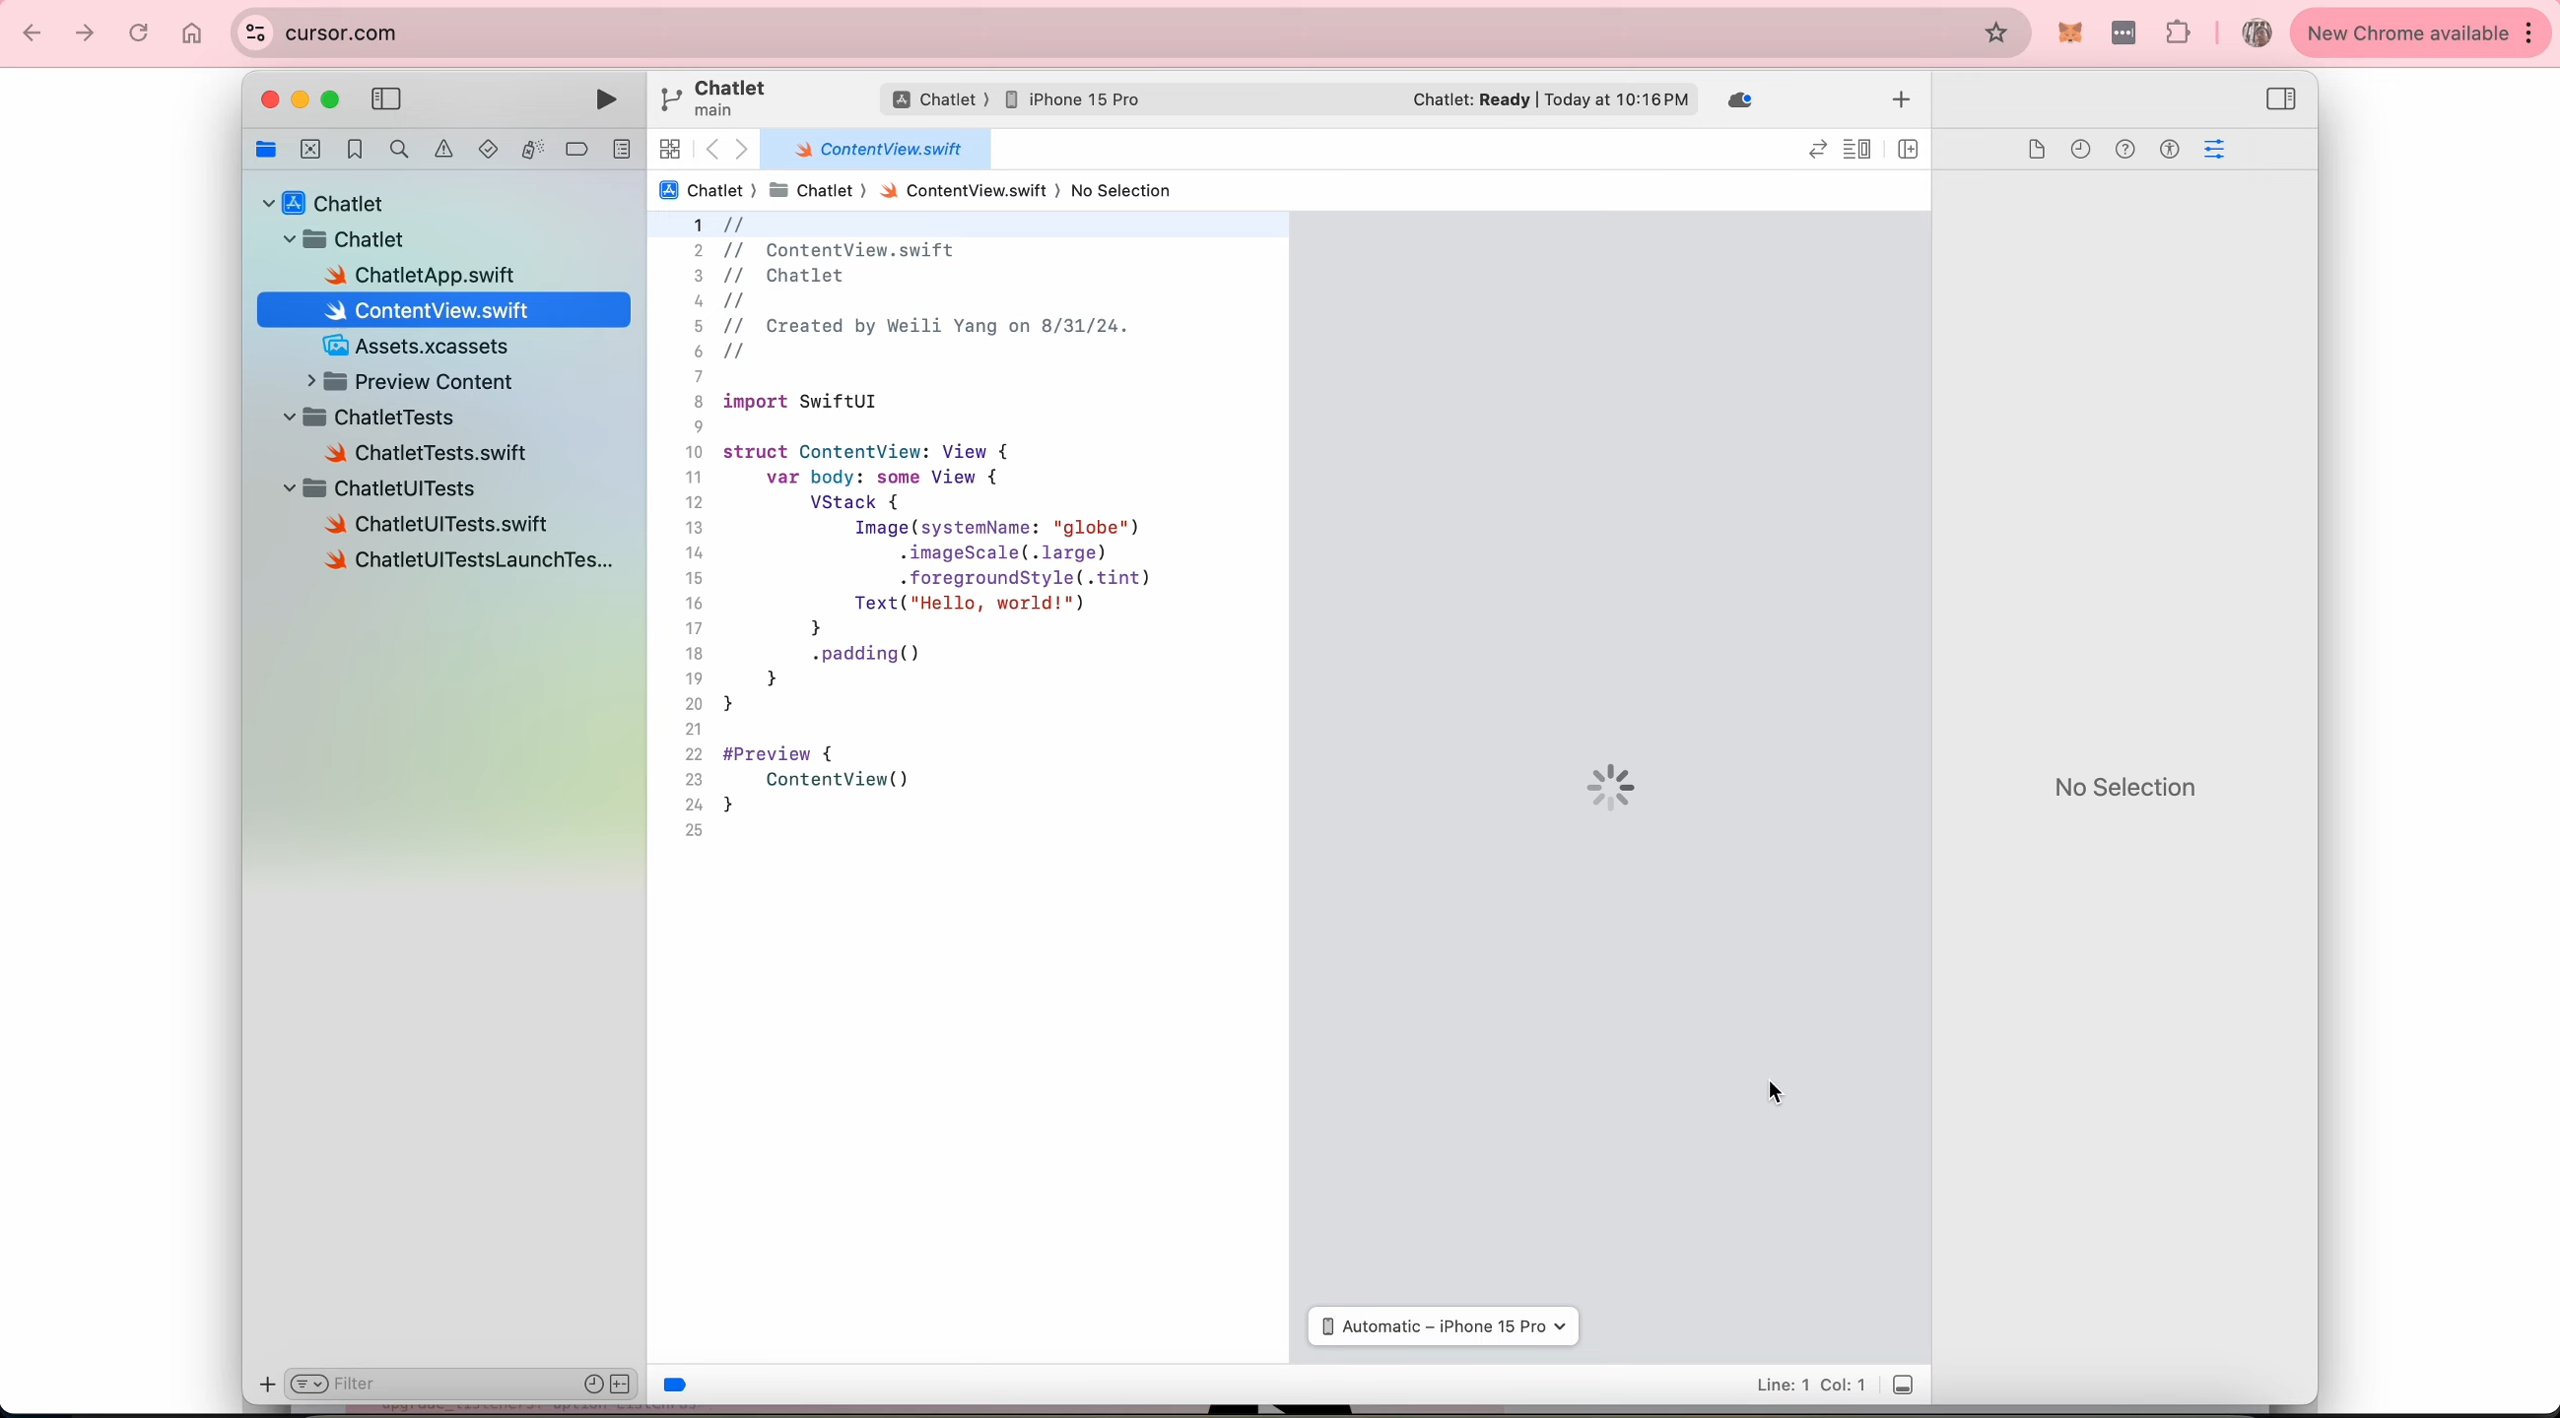 cursor.com
New Chrome available
Chatlet
main
Chatlet
iPhone 15 Pro
Chatlet: Ready | Today at 10:16 PM
ContentView.swift
Chatlet
Chatlet
ContentView.swift
No Selection
Chatlet
Chatlet
ChatletApp.swift
ContentView.swift
Assets.xcassets
Preview Content
ChatletTests
ChatletTests.swift
ChatletUITests
ChatletUITests.swift
ChatletUITestsLaunchTes...
1 //
2 //  ContentView.swift
3 //  Chatlet
4 //
5 //  Created by Weili Yang on 8/31/24.
6 //
7
8 import SwiftUI
9
10 struct ContentView: View {
11     var body: some View {
12         VStack {
13             Image(systemName: "globe")
14                 .imageScale(.large)
15                 .foregroundStyle(.tint)
16             Text("Hello, world!")
17         }
18         .padding()
19     }
20 }
21
22 #Preview {
23     ContentView()
24 }
25
No Selection
Automatic – iPhone 15 Pro
Filter
Line: 1 Col: 1